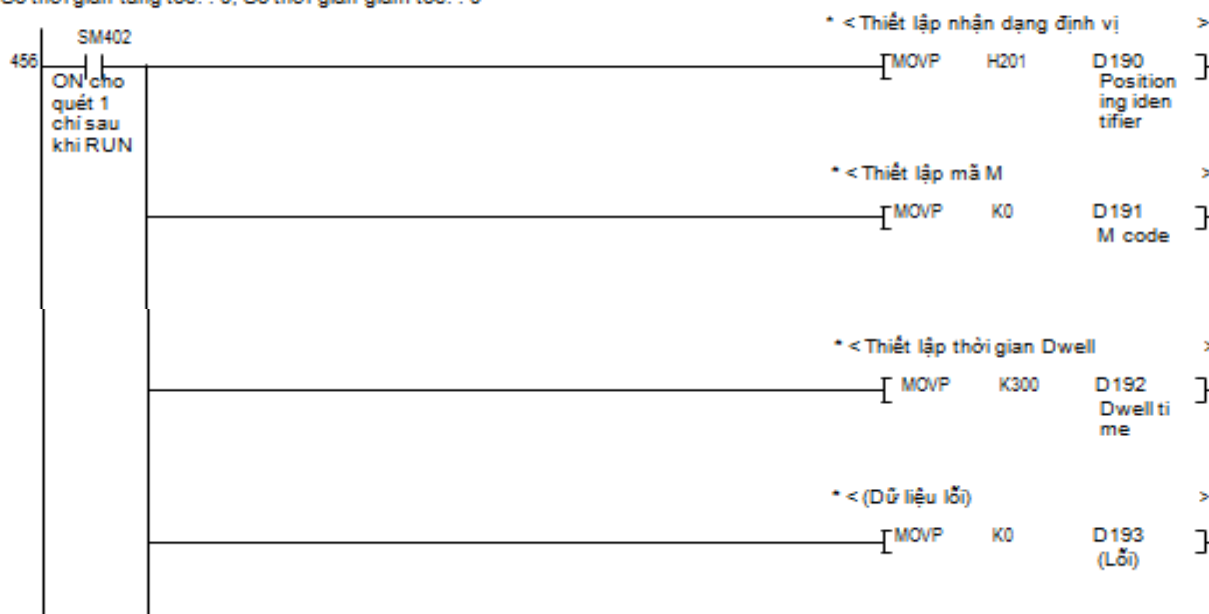 SM402
* < Thiết lập nhận dạng định vị >
456
MOVP H201 D190
Position
ing iden
tifier
ON cho
quét 1
chỉ sau
khi RUN
* < Thiết lập mã M >
MOVP K0 D191
M code
* < Thiết lập thời gian Dwell >
MOVP K300 D192
Dwell ti
me
* < (Dữ liệu lỗi) >
MOVP K0 D193
(Lỗi)